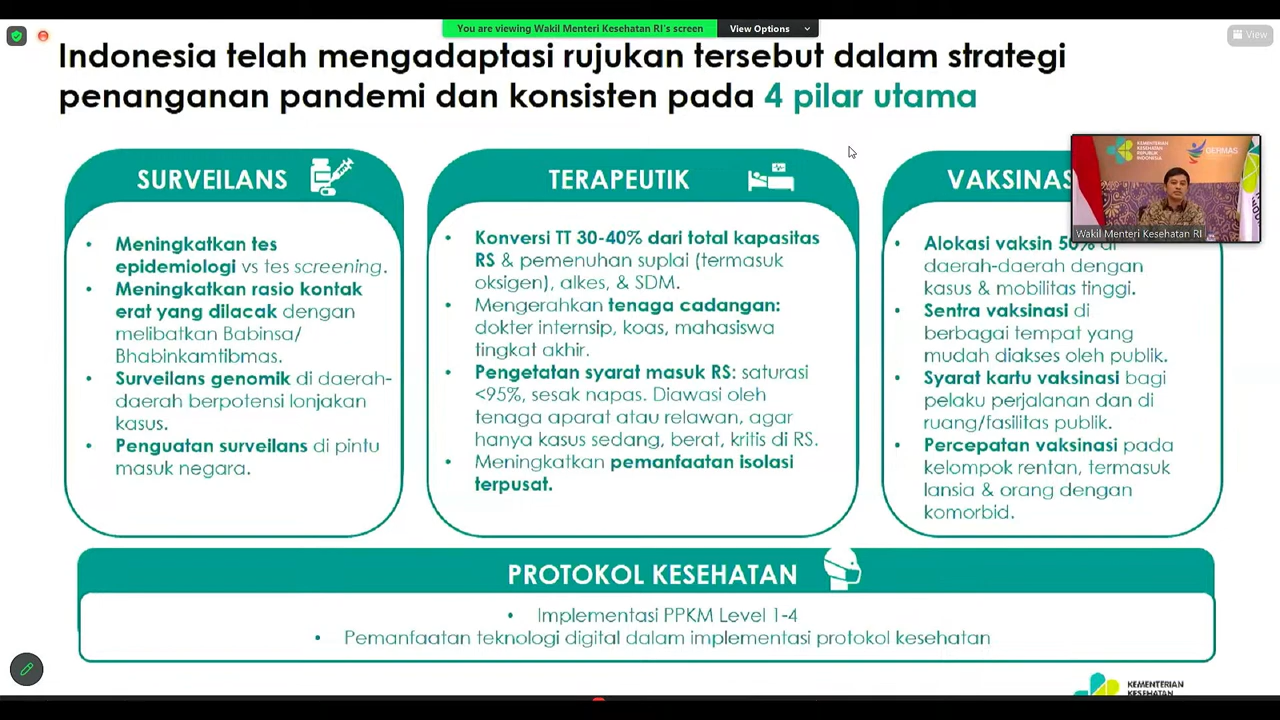 You are viewing Wakil Menteri Kesehatan RI's screen
View Options
View
Indonesia telah mengadaptasi rujukan tersebut dalam strategi
penanganan pandemi dan konsisten pada 4 pilar utama
SURVEILANS
• Meningkatkan tes
epidemiologi vs tes screening.
• Meningkatkan rasio kontak
erat yang dilacak dengan
melibatkan Babinsa/
Bhabinkamtibmas.
• Surveilans genomik di daerah-
daerah berpotensi lonjakan
kasus.
• Penguatan surveilans di pintu
masuk negara.
TERAPEUTIK
• Konversi TT 30-40% dari total kapasitas
RS & pemenuhan suplai (termasuk
oksigen), alkes, & SDM.
• Mengerahkan tenaga cadangan:
dokter internsip, koas, mahasiswa
tingkat akhir.
• Pengetatan syarat masuk RS: saturasi
<95%, sesak napas. Diawasi oleh
tenaga aparat atau relawan, agar
hanya kasus sedang, berat, kritis di RS.
• Meningkatkan pemanfaatan isolasi
terpusat.
VAKSINAS
KEMENTERIAN
KESEHATAN
REPUBLIK
INDONESIA
GERMAS
Wakil Menteri Kesehatan RI
• Alokasi vaksin 50% di
daerah-daerah dengan
kasus & mobilitas tinggi.
• Sentra vaksinasi di
berbagai tempat yang
mudah diakses oleh publik.
• Syarat kartu vaksinasi bagi
pelaku perjalanan dan di
ruang/fasilitas publik.
• Percepatan vaksinasi pada
kelompok rentan, termasuk
lansia & orang dengan
komorbid.
PROTOKOL KESEHATAN
• Implementasi PPKM Level 1-4
• Pemanfaatan teknologi digital dalam implementasi protokol kesehatan
KEMENTERIAN
KESEHATAN